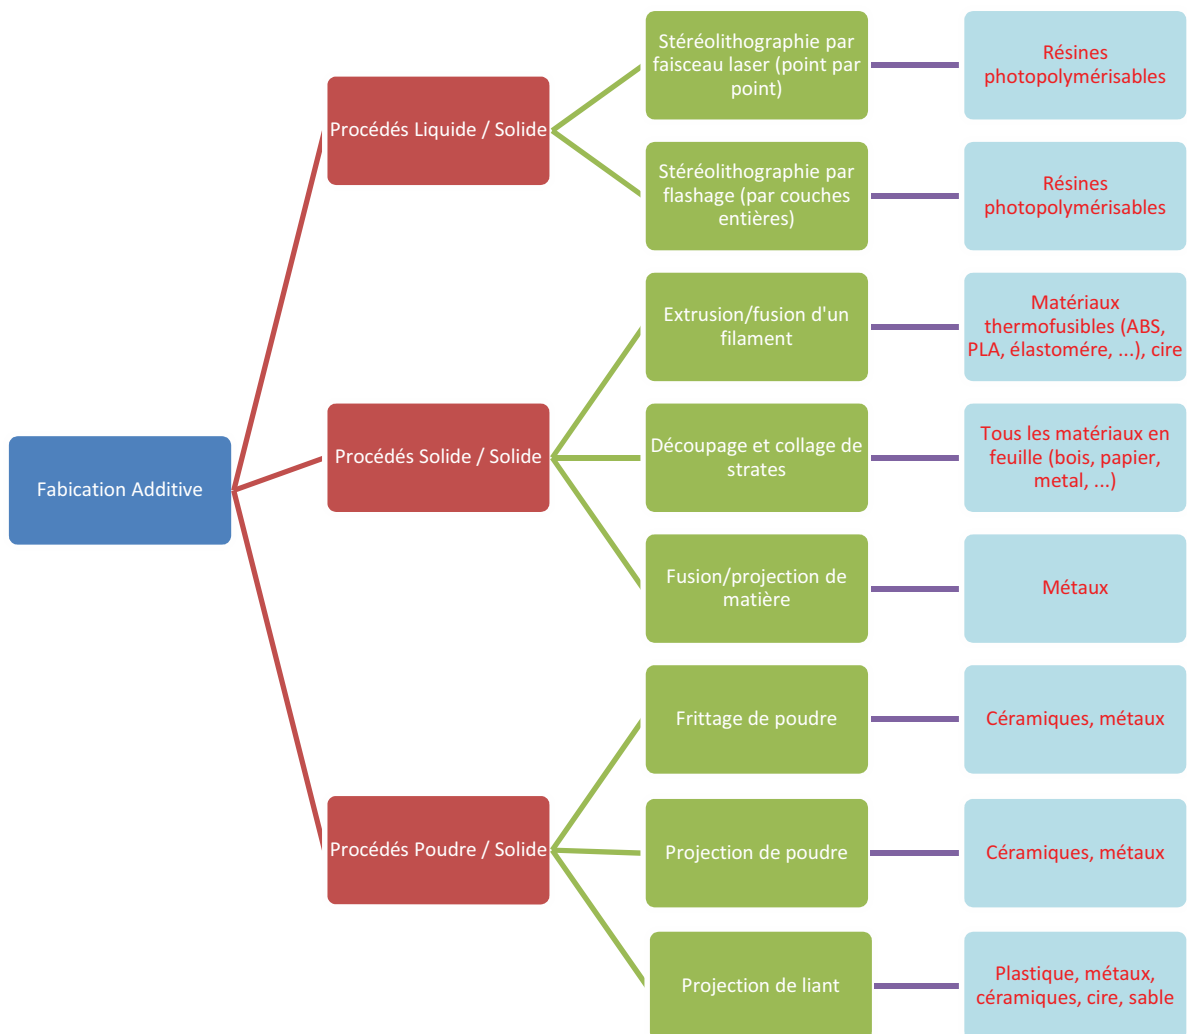 Fabication Additive
Procédés Liquide / Solide
Stéréolithographie par
faisceau laser (point par
point)
Résines
photopolymérisables
Stéréolithographie par
flashage (par couches
entières)
Résines
photopolymérisables
Procédés Solide / Solide
Extrusion/fusion d'un
filament
Matériaux
thermofusibles (ABS,
PLA, élastomére, ...), cire
Découpage et collage de
strates
Tous les matériaux en
feuille (bois, papier,
metal, ...)
Fusion/projection de
matière
Métaux
Procédés Poudre / Solide
Frittage de poudre
Céramiques, métaux
Projection de poudre
Céramiques, métaux
Projection de liant
Plastique, métaux,
céramiques, cire, sable